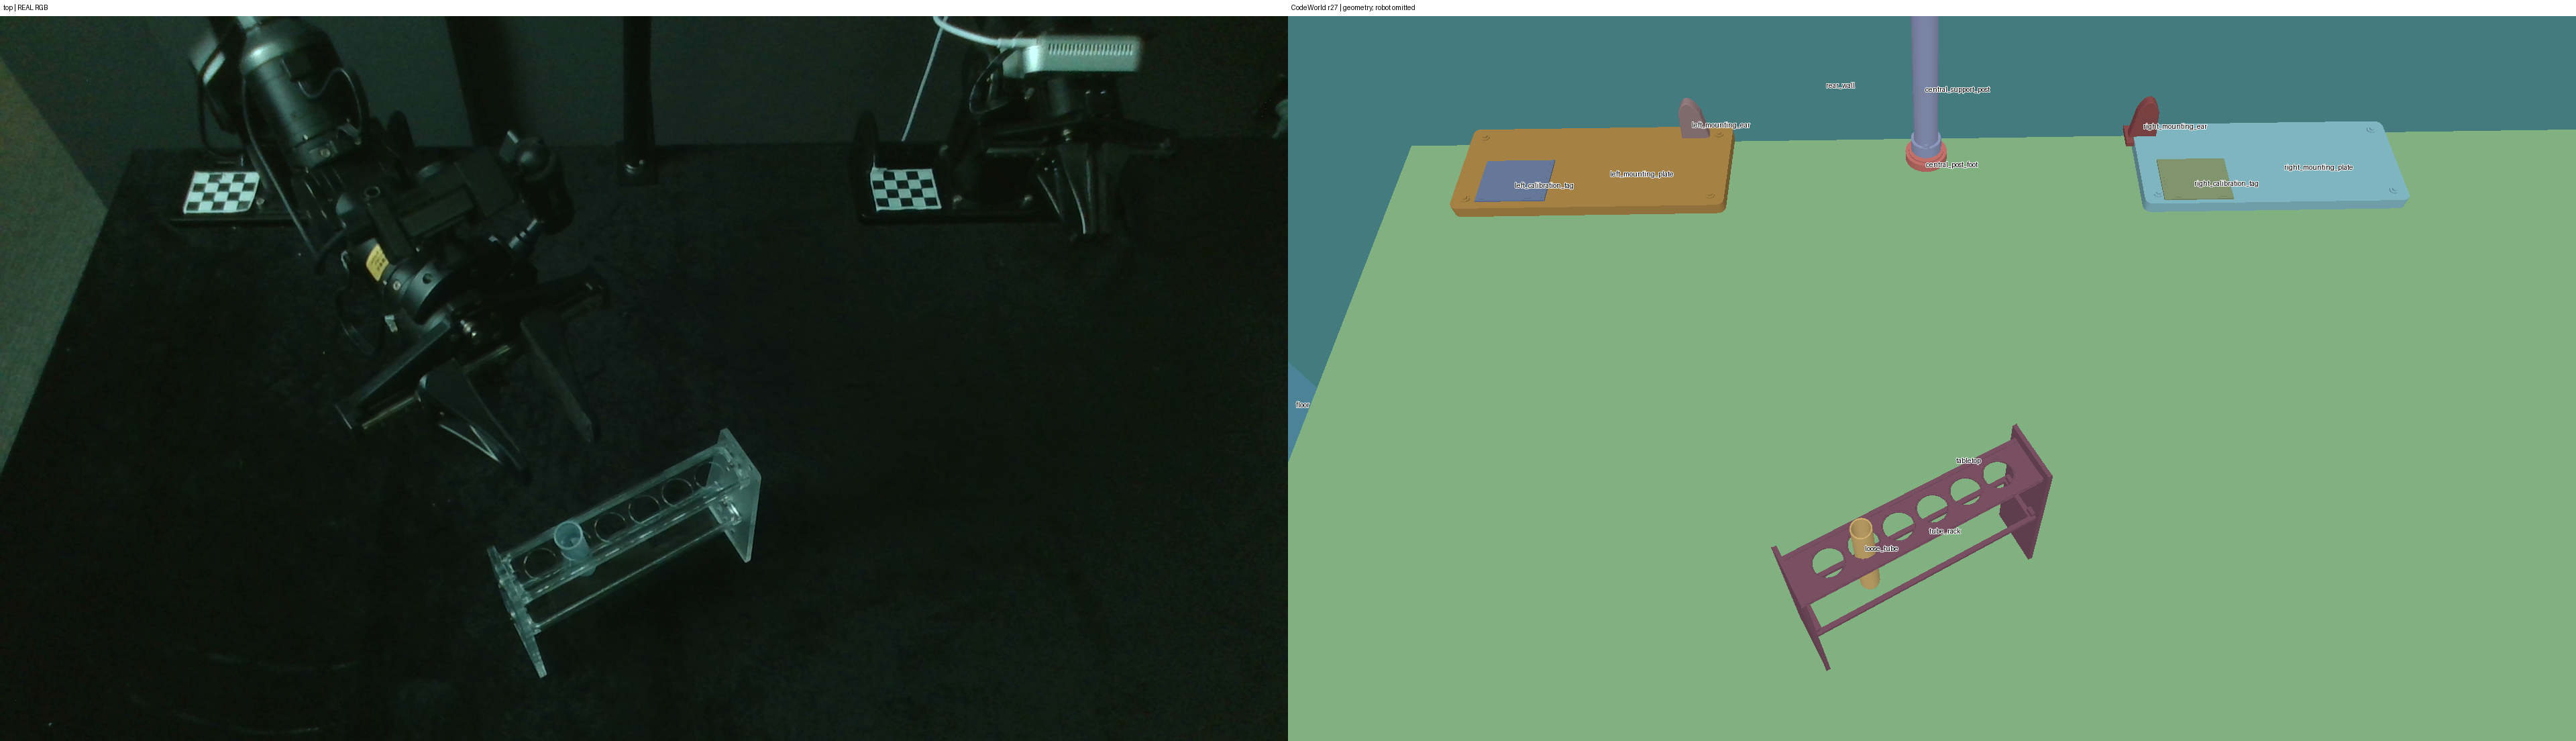 top | REAL RGB
CodeWorld r27 | geometry; robot omitted
rear_wall
central_support_post
left_mounting_ear
right_mounting_ear
central_post_foot
left_mounting_plate
right_mounting_plate
left_calibration_tag
right_calibration_tag
floor
tabletop
tube_rack
loose_tube